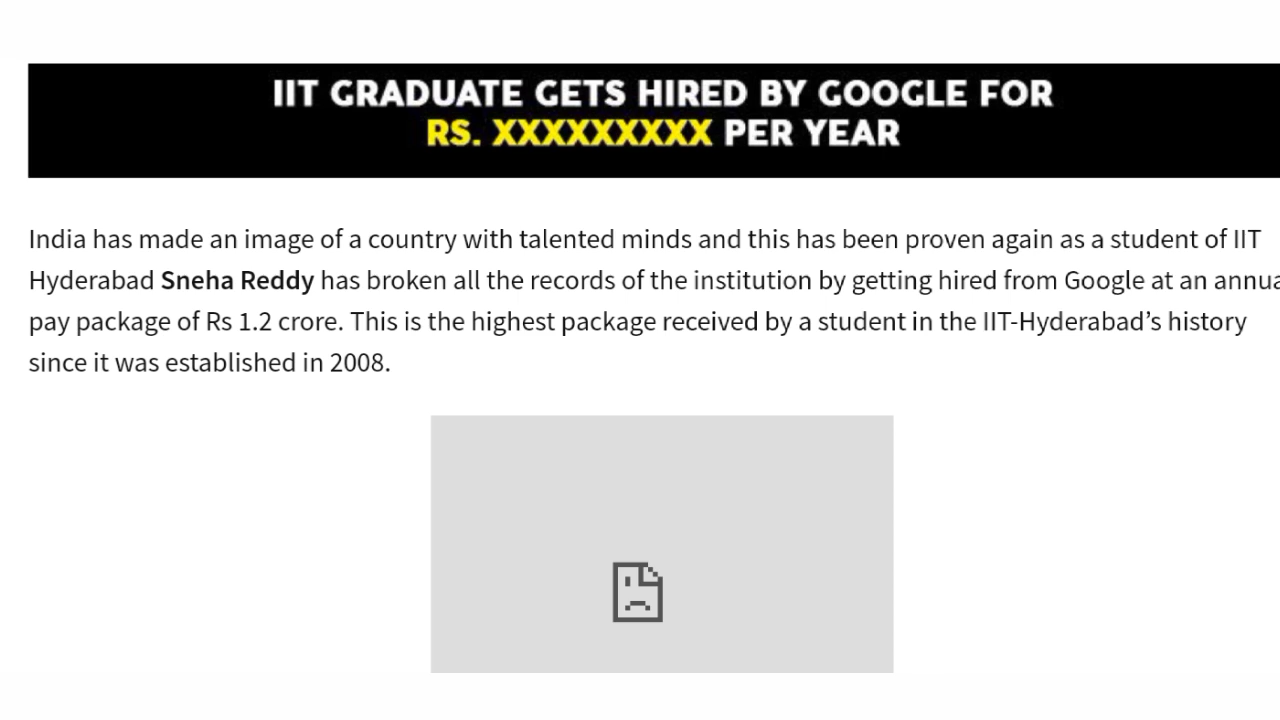 IIT GRADUATE GETS HIRED BY GOOGLE FOR
RS. XXXXXXXXX PER YEAR
India has made an image of a country with talented minds and this has been proven again as a student of IIT
Hyderabad Sneha Reddy has broken all the records of the institution by getting hired from Google at an annua
pay package of Rs 1.2 crore. This is the highest package received by a student in the IIT-Hyderabad’s history
since it was established in 2008.